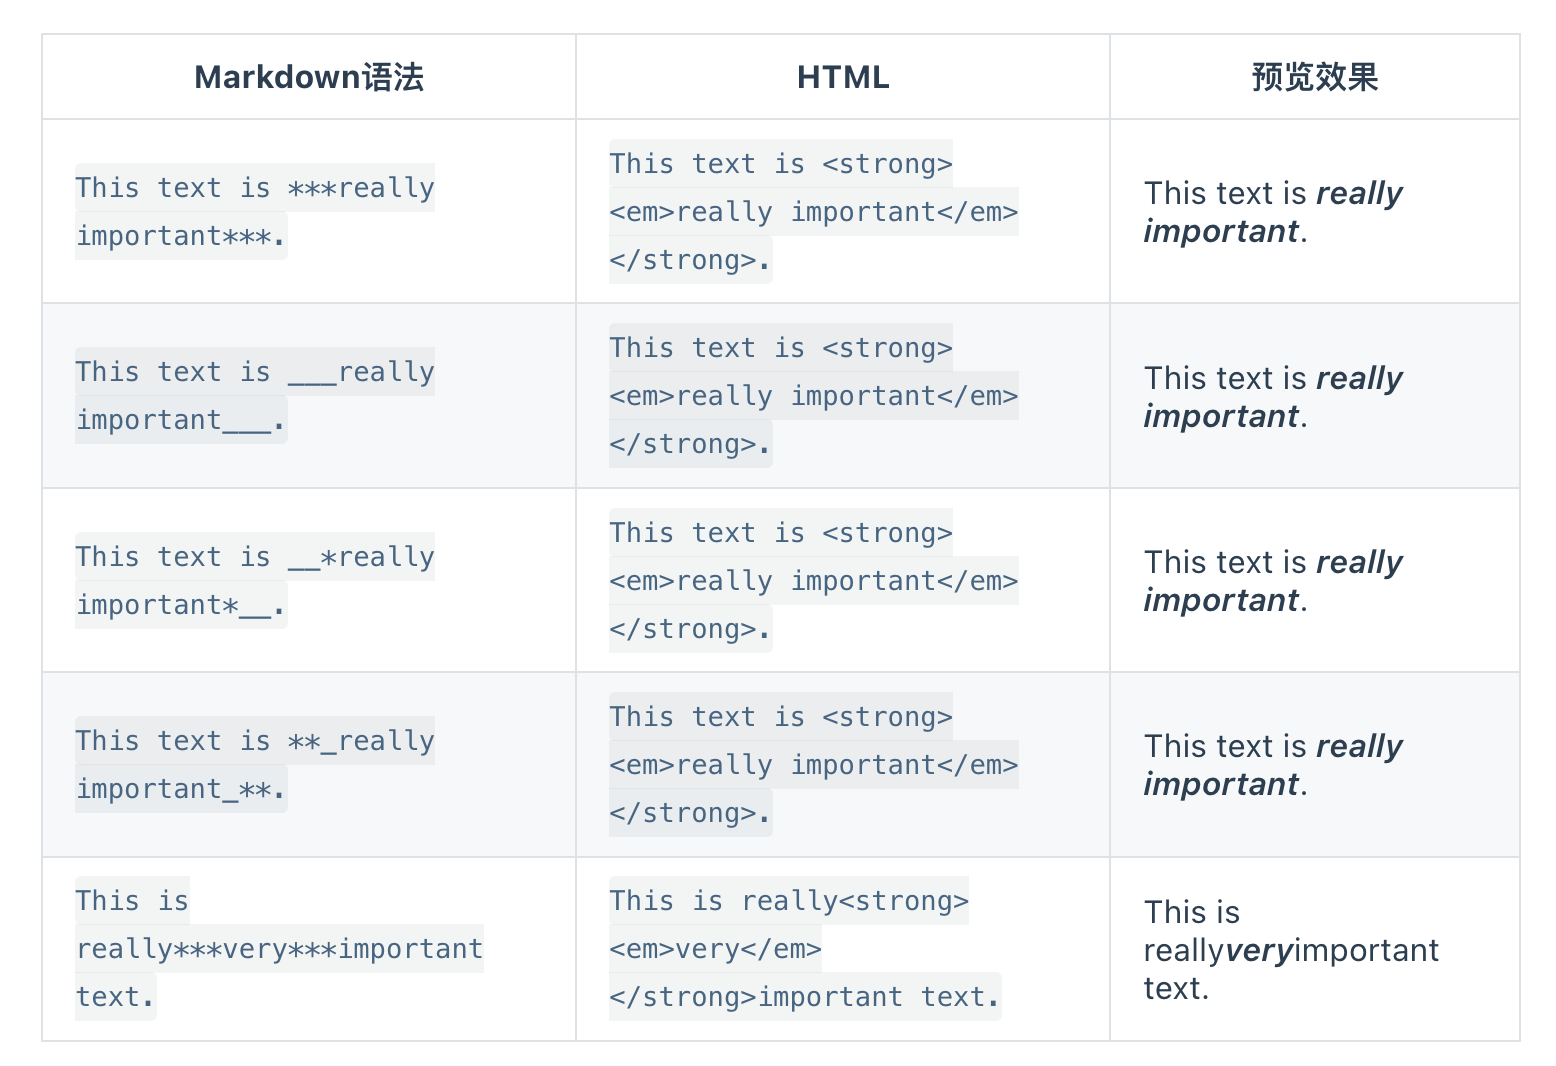 Markdown语法
HTML
预览效果
This text is ***really
important***.
This text is <strong>
<em>really important</em>
</strong>.
This text is really
important.
This text is ___really
important___.
This text is <strong>
<em>really important</em>
</strong>.
This text is really
important.
This text is __*really
important*__.
This text is <strong>
<em>really important</em>
</strong>.
This text is really
important.
This text is **_really
important_**.
This text is <strong>
<em>really important</em>
</strong>.
This text is really
important.
This is
really***very***important
text.
This is really<strong>
<em>very</em>
</strong>important text.
This is
reallyveryimportant
text.